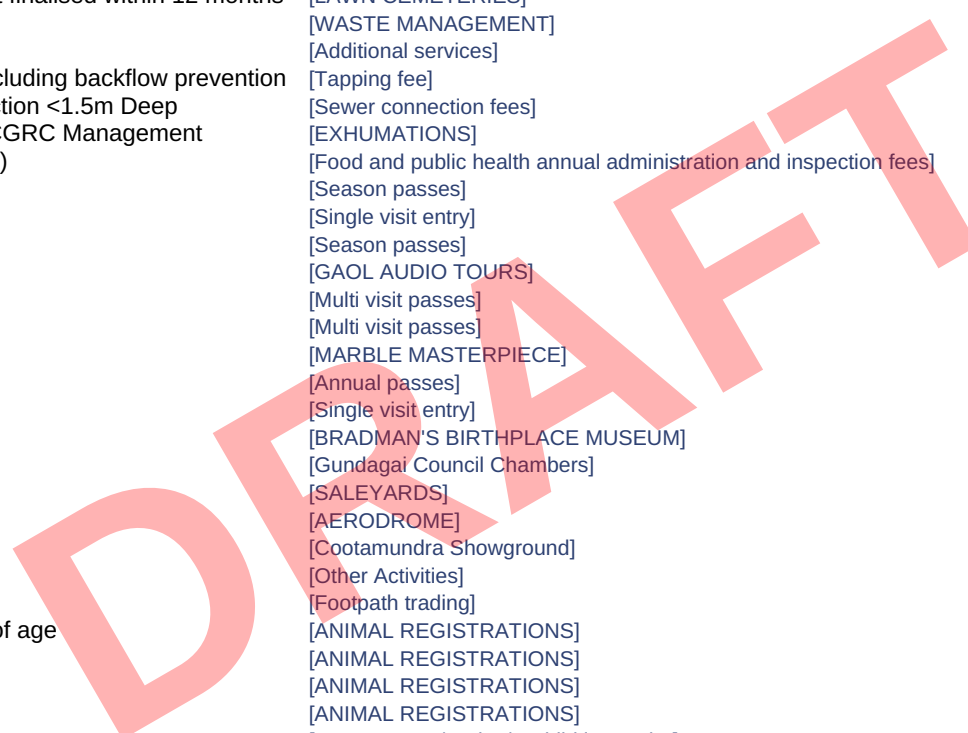 finalised within 12 months [LAWN CEMETERIES]
[WASTE MANAGEMENT]
[Additional services]
cluding backflow prevention [Tapping fee]
ction <1.5m Deep [Sewer connection fees]
CGRC Management [EXHUMATIONS]
) [Food and public health annual administration and inspection fees]
[Season passes]
[Single visit entry]
[Season passes]
[GAOL AUDIO TOURS]
[Multi visit passes]
[Multi visit passes]
[MARBLE MASTERPIECE]
[Annual passes]
[Single visit entry]
[BRADMAN'S BIRTHPLACE MUSEUM]
[Gundagai Council Chambers]
[SALEYARDS]
[AERODROME]
[Cootamundra Showground]
[Other Activities]
[Footpath trading]
of age [ANIMAL REGISTRATIONS]
[ANIMAL REGISTRATIONS]
[ANIMAL REGISTRATIONS]
[ANIMAL REGISTRATIONS]
DRAFT